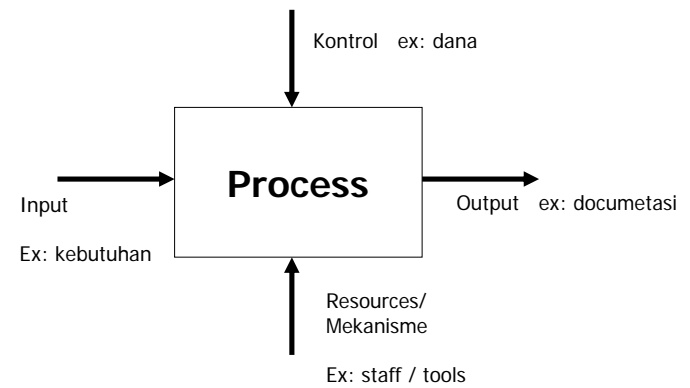 Kontrol ex: dana
Process
Input
Ex: kebutuhan
Output ex: documetasi
Resources/
Mekanisme
Ex: staff / tools